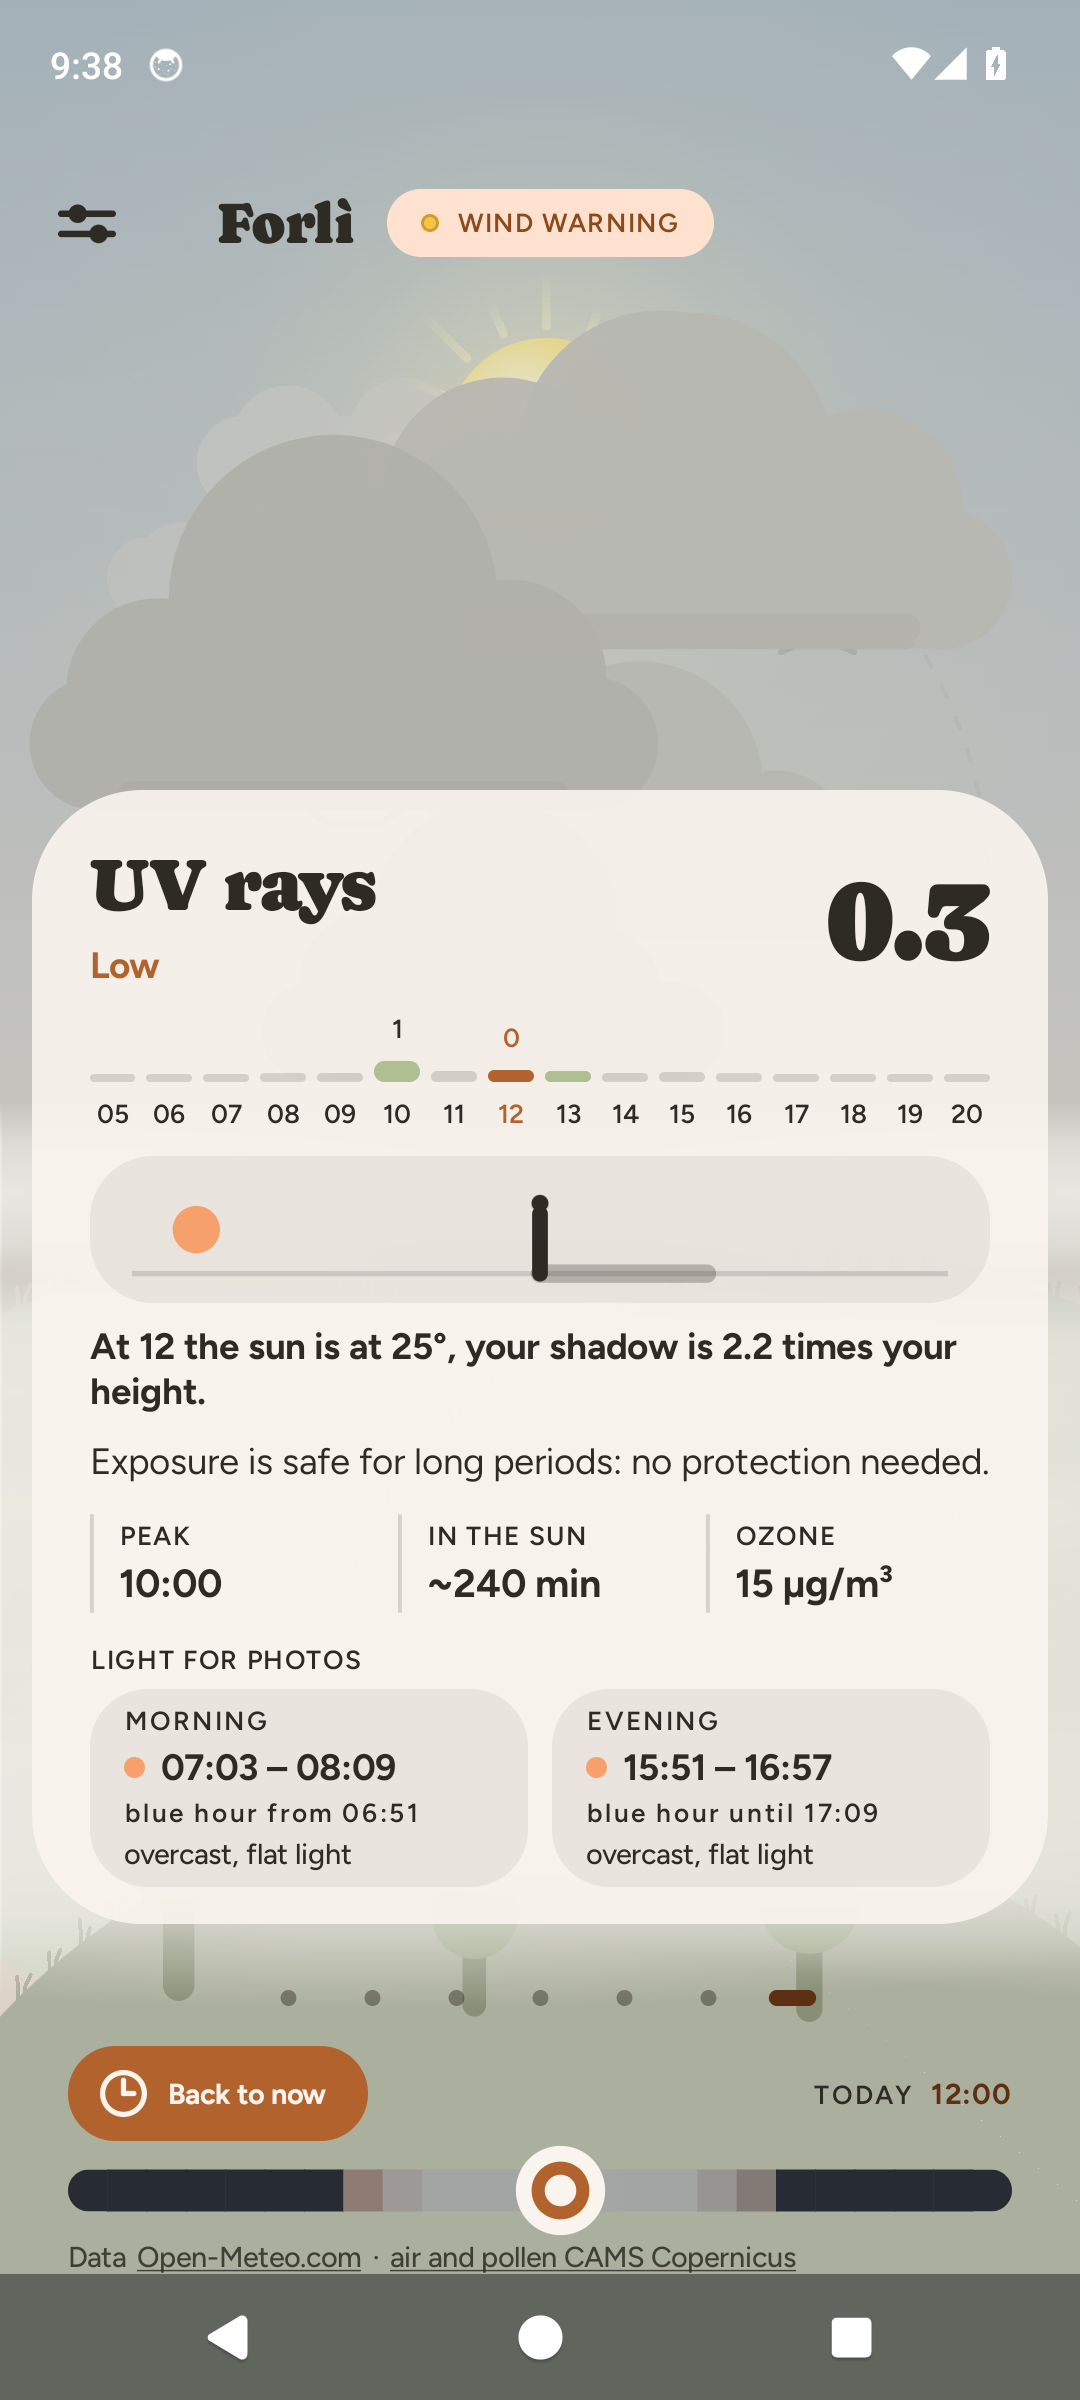 9:38
Forlì
WIND WARNING
UV rays
0.3
Low
1
0
05 06 07 08 09 10 11 12 13 14 15 16 17 18 19 20
At 12 the sun is at 25°, your shadow is 2.2 times your
height.
Exposure is safe for long periods: no protection needed.
PEAK
10:00
IN THE SUN
~240 min
OZONE
15 µg/m³
LIGHT FOR PHOTOS
MORNING
07:03 – 08:09
blue hour from 06:51
overcast, flat light
EVENING
15:51 – 16:57
blue hour until 17:09
overcast, flat light
Back to now
TODAY 12:00
Data Open-Meteo.com · air and pollen CAMS Copernicus